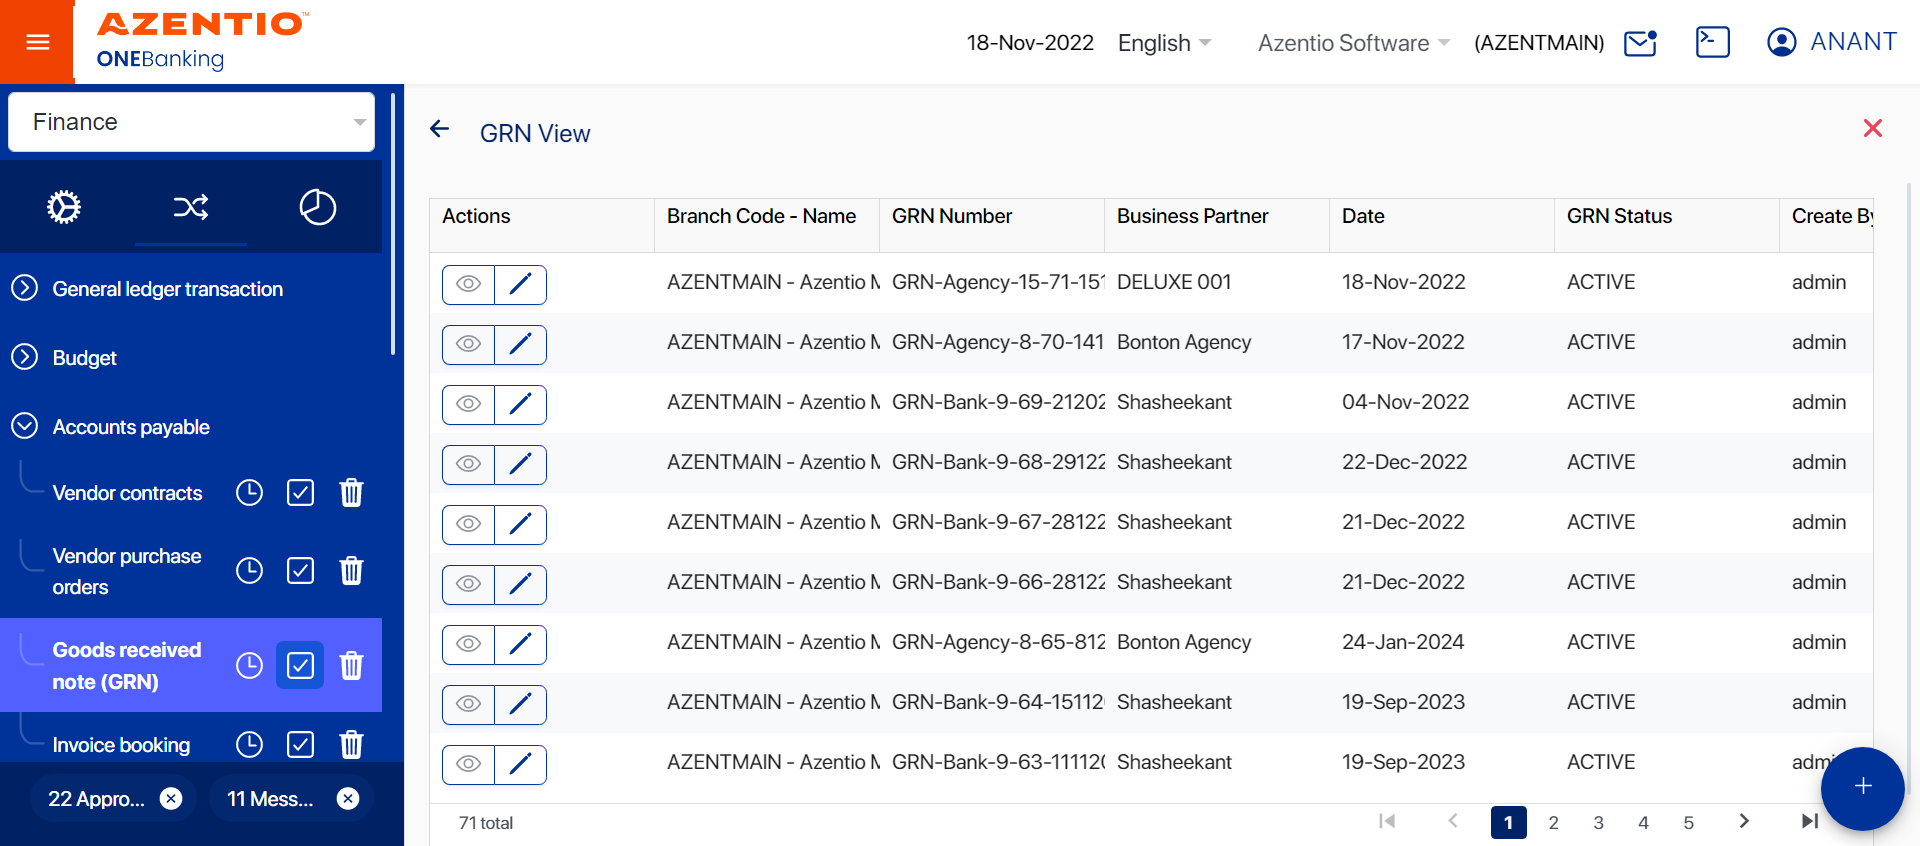 AZENTIO™
ONEBanking
18-Nov-2022 English Azentio Software (AZENTMAIN) ANANT
Finance
General ledger transaction
Budget
Accounts payable
Vendor contracts
Vendor purchase
orders
Goods received
note (GRN)
Invoice booking
22 Appro...
11 Mess...
GRN View
Actions Branch Code - Name GRN Number Business Partner Date GRN Status Create By
AZENTMAIN - Azentio M GRN-Agency-15-71-151 DELUXE 001 18-Nov-2022 ACTIVE admin
AZENTMAIN - Azentio M GRN-Agency-8-70-141 Bonton Agency 17-Nov-2022 ACTIVE admin
AZENTMAIN - Azentio M GRN-Bank-9-69-21202 Shasheekant 04-Nov-2022 ACTIVE admin
AZENTMAIN - Azentio M GRN-Bank-9-68-29122 Shasheekant 22-Dec-2022 ACTIVE admin
AZENTMAIN - Azentio M GRN-Bank-9-67-28122 Shasheekant 21-Dec-2022 ACTIVE admin
AZENTMAIN - Azentio M GRN-Bank-9-66-28122 Shasheekant 21-Dec-2022 ACTIVE admin
AZENTMAIN - Azentio M GRN-Agency-8-65-812 Bonton Agency 24-Jan-2024 ACTIVE admin
AZENTMAIN - Azentio M GRN-Bank-9-64-15112 Shasheekant 19-Sep-2023 ACTIVE admin
AZENTMAIN - Azentio M GRN-Bank-9-63-11112 Shasheekant 19-Sep-2023 ACTIVE admi
71 total
1 2 3 4 5